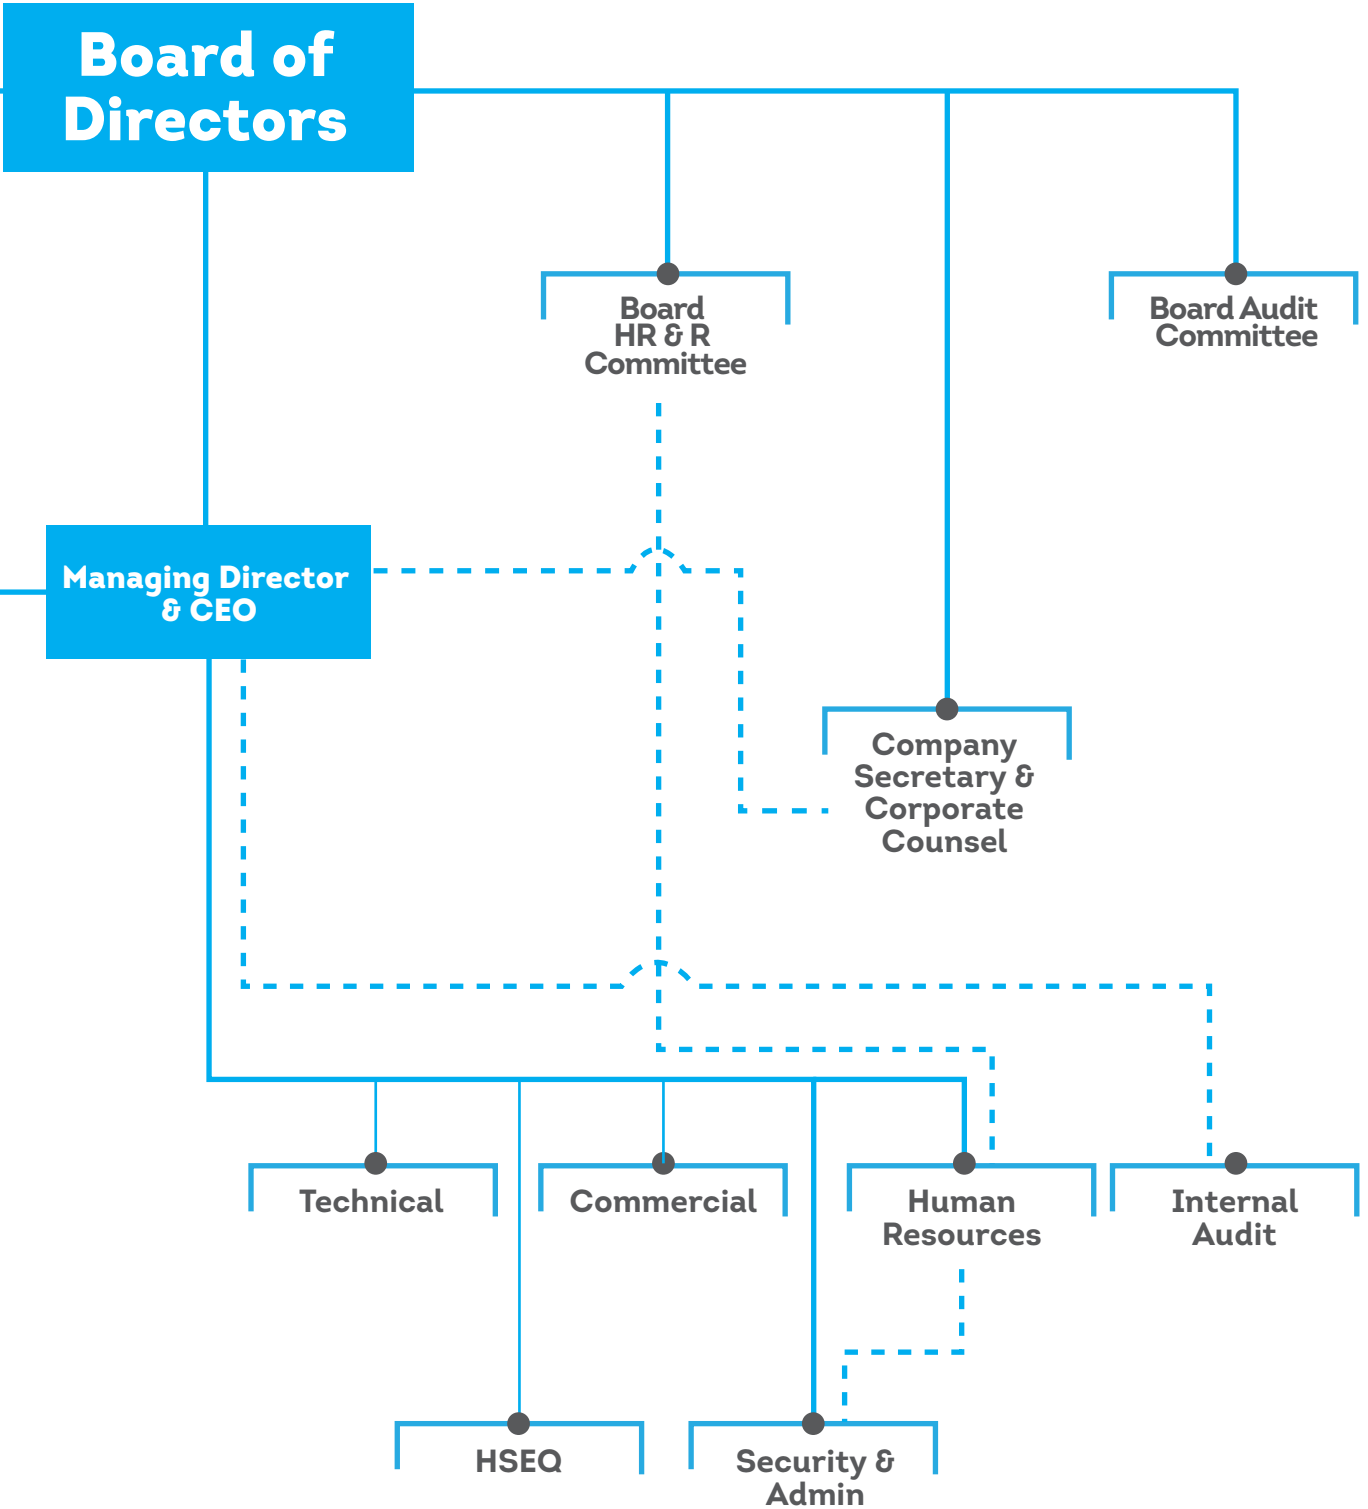 Board of
Directors
Board
HR & R
Committee
Board Audit
Committee
Managing Director
& CEO
Company
Secretary &
Corporate
Counsel
Technical
Commercial
Human
Resources
Internal
Audit
HSEQ
Security &
Admin